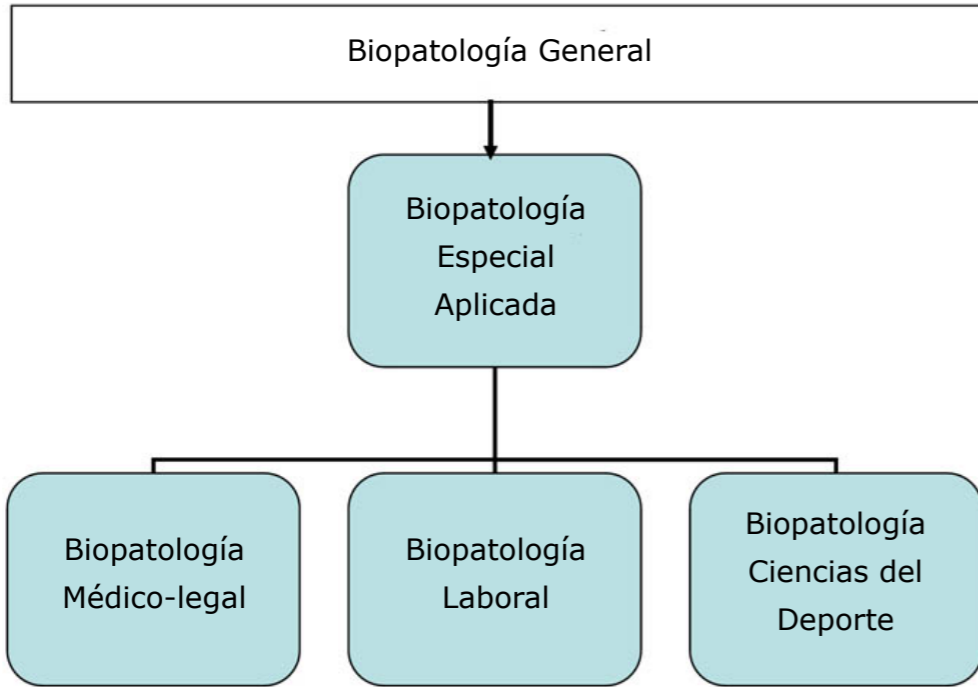 Biopatología General
Biopatología
Especial
Aplicada
Biopatología
Médico-legal
Biopatología
Laboral
Biopatología
Ciencias del
Deporte